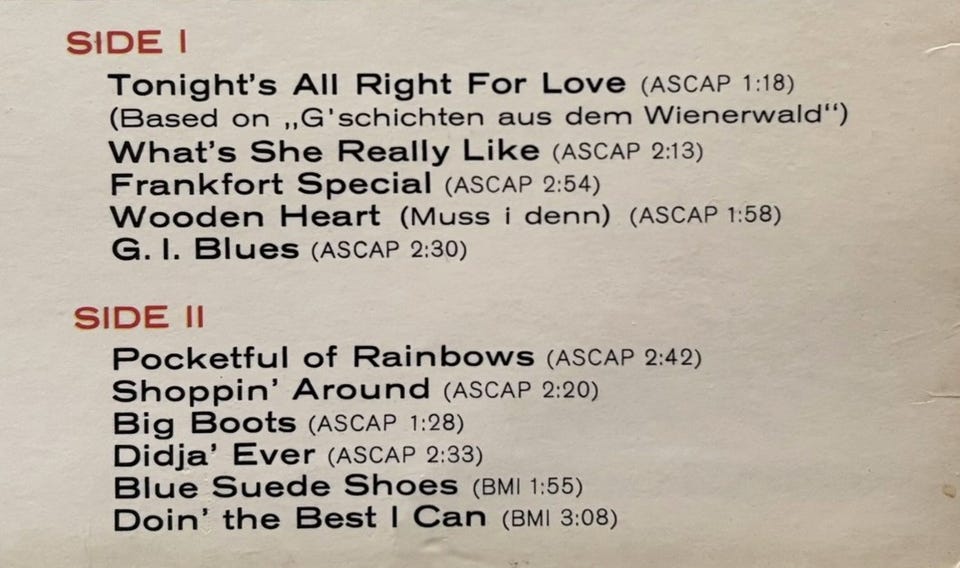 SIDE I
Tonight's All Right For Love (ASCAP 1:18)
(Based on „G'schichten aus dem Wienerwald“)
What's She Really Like (ASCAP 2:13)
Frankfort Special (ASCAP 2:54)
Wooden Heart (Muss i denn) (ASCAP 1:58)
G. I. Blues (ASCAP 2:30)
SIDE II
Pocketful of Rainbows (ASCAP 2:42)
Shoppin' Around (ASCAP 2:20)
Big Boots (ASCAP 1:28)
Didja' Ever (ASCAP 2:33)
Blue Suede Shoes (BMI 1:55)
Doin' the Best I Can (BMI 3:08)